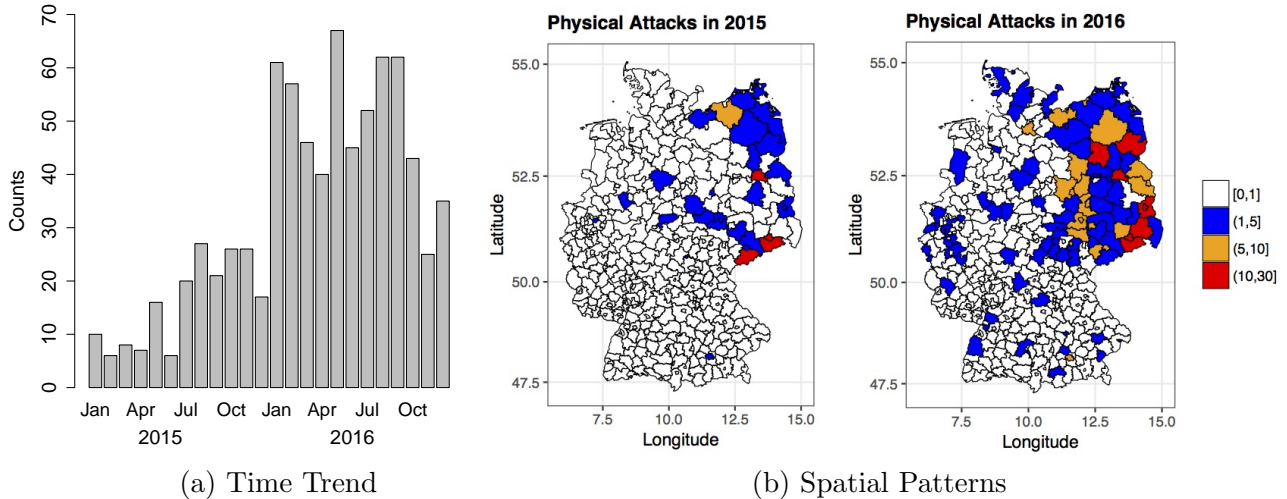 Counts
70
60
50
40
30
20
10
0
Jan Apr Jul Oct Jan Apr Jul Oct
2015 2016
(a) Time Trend
Physical Attacks in 2015
Latitude
55.0
52.5
50.0
47.5
7.5 10.0 12.5 15.0
Longitude
Physical Attacks in 2016
Latitude
55.0
52.5
50.0
47.5
7.5 10.0 12.5 15.0
Longitude
[0,1]
(1,5]
(5,10]
(10,30]
(b) Spatial Patterns